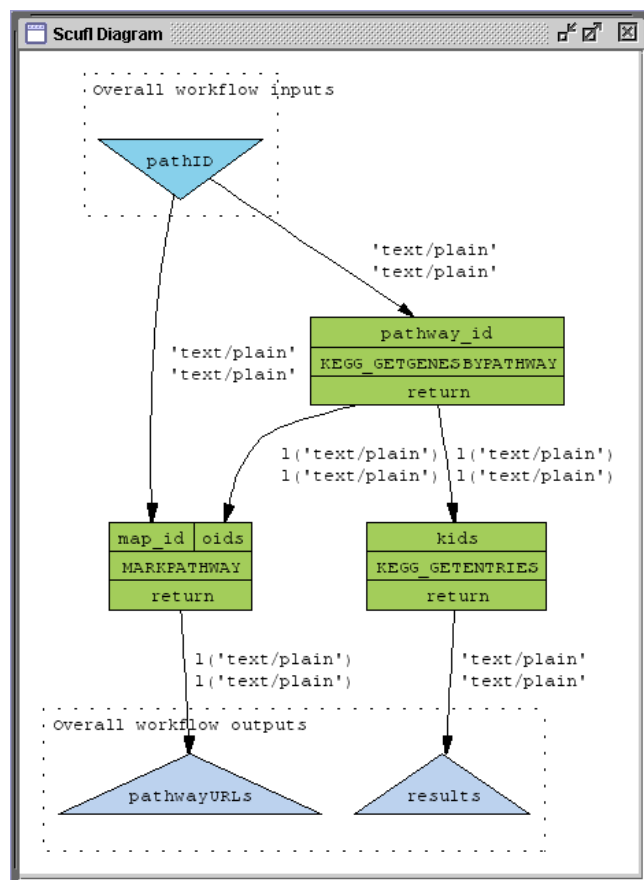 Scufl Diagram
Overall workflow inputs
pathID
'text/plain'
'text/plain'
pathway_id
KEGG_GETGENESBYPATHWAY
return
'text/plain'
'text/plain'
l('text/plain') l('text/plain')
l('text/plain') l('text/plain')
map_id oids
MARKPATHWAY
return
kids
KEGG_GETENTRIES
return
l('text/plain')
l('text/plain')
'text/plain'
'text/plain'
Overall workflow outputs
pathwayURLs
results